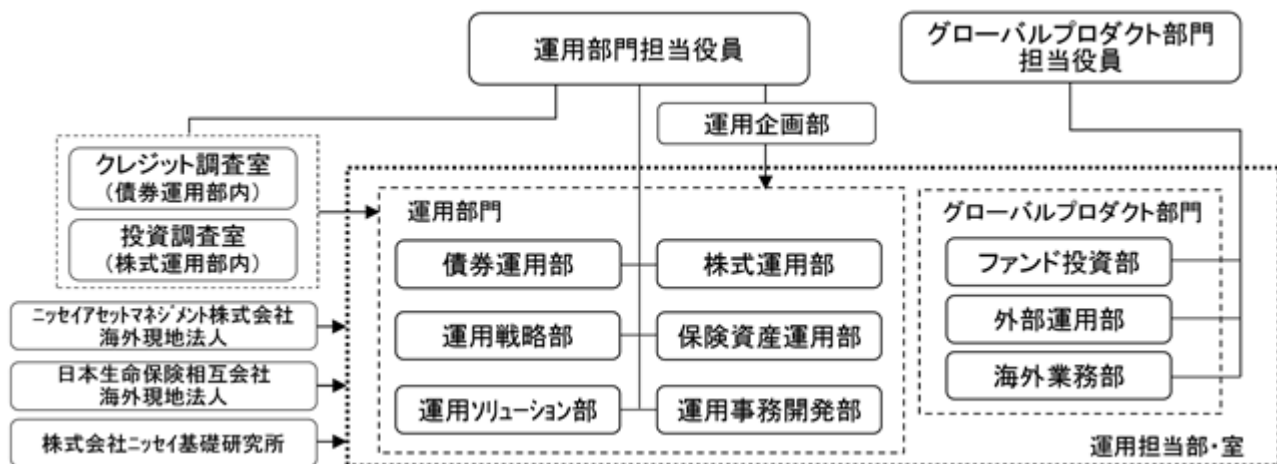 運用部門担当役員
グローバルプロダクト部門
担当役員
運用企画部
クレジット調査室
（債券運用部内）
投資調査室
（株式運用部内）
ニッセイアセットマネジメント株式会社
海外現地法人
日本生命保険相互会社
海外現地法人
株式会社ニッセイ基礎研究所
運用部門
債券運用部
株式運用部
運用戦略部
保険資産運用部
運用ソリューション部
運用事務開発部
グローバルプロダクト部門
ファンド投資部
外部運用部
海外業務部
運用担当部・室